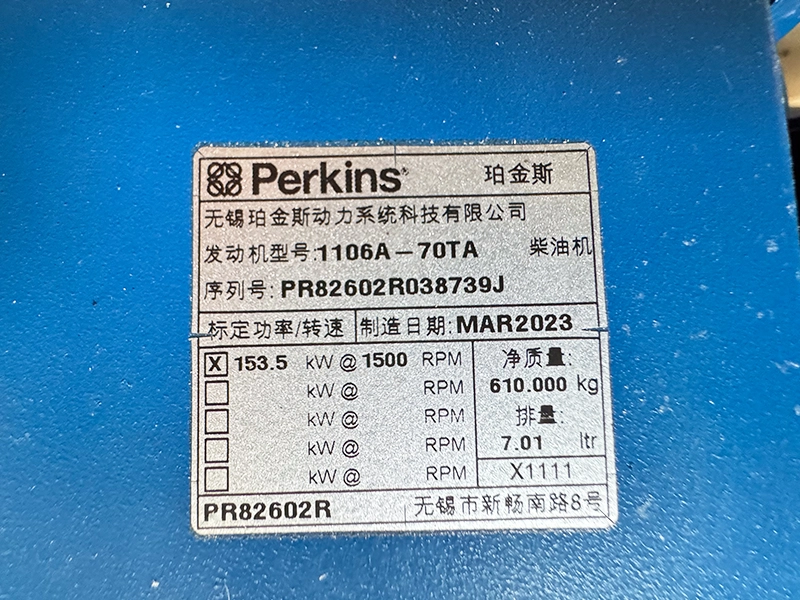 Perkins® 珀金斯
无锡珀金斯动力系统科技有限公司
发动机型号:1106A-70TA 柴油机
序列号: PR82602R038739J
标定功率/转速 制造日期: MAR2023
X 153.5 kW @ 1500 RPM 净质量:
kW @ RPM 610.000 kg
kW @ RPM 排量:
kW @ RPM 7.01 ltr
kW @ RPM X1111
PR82602R 无锡市新畅南路8号